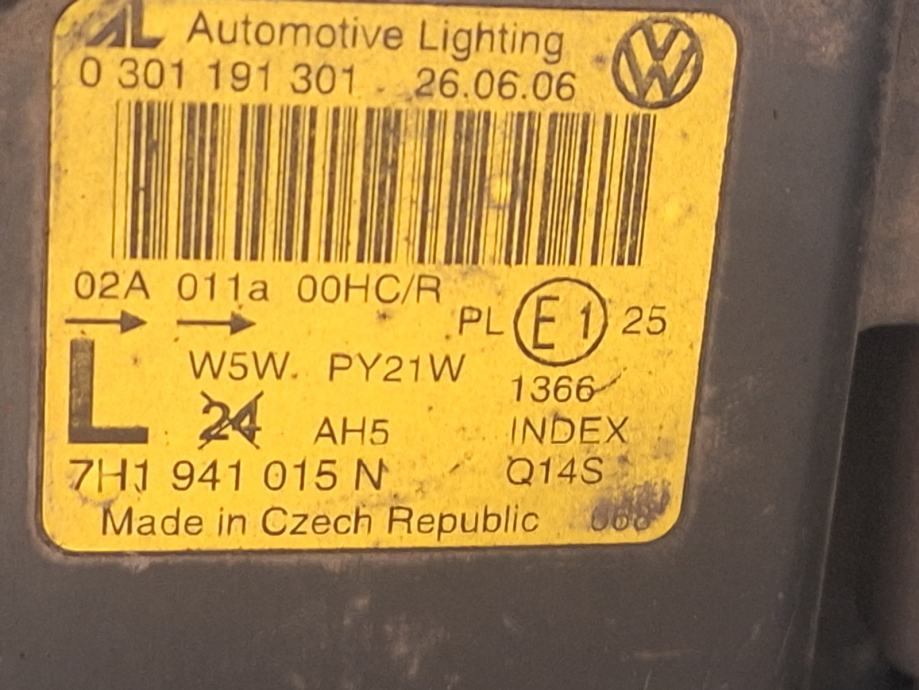 AL Automotive Lighting
0 301 191 301 26.06.06
02A 011a 00HC/R
PL E1 25
W5W PY21W
1366
L 24 AH5 INDEX
7H1 941 015 N Q14S
Made in Czech Republic